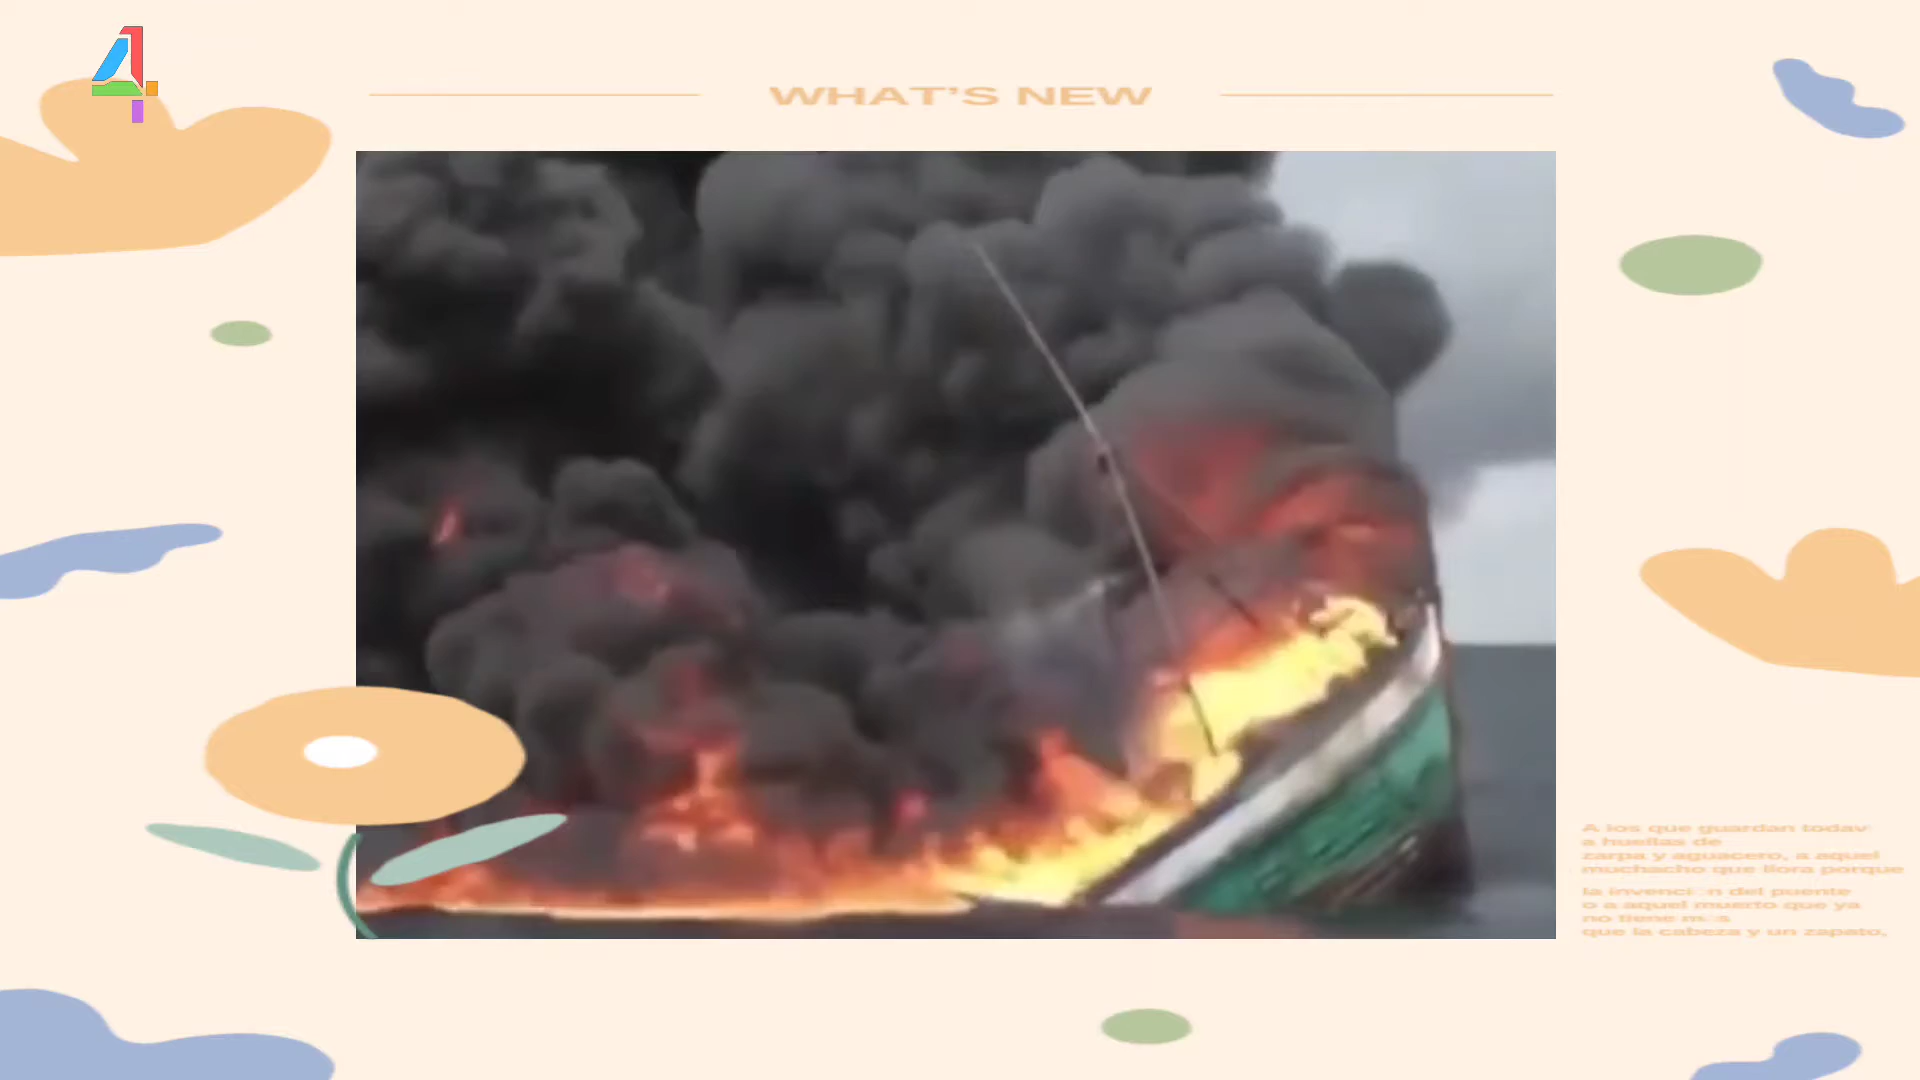 4
WHAT'S NEW
A los que guardan todav
a huellas de
zarpa y aguacero, a aquel
muchacho que llora porque
la invenci n del puente
o a aquel muerto que ya
no tiene m s
que la cabeza y un zapato,